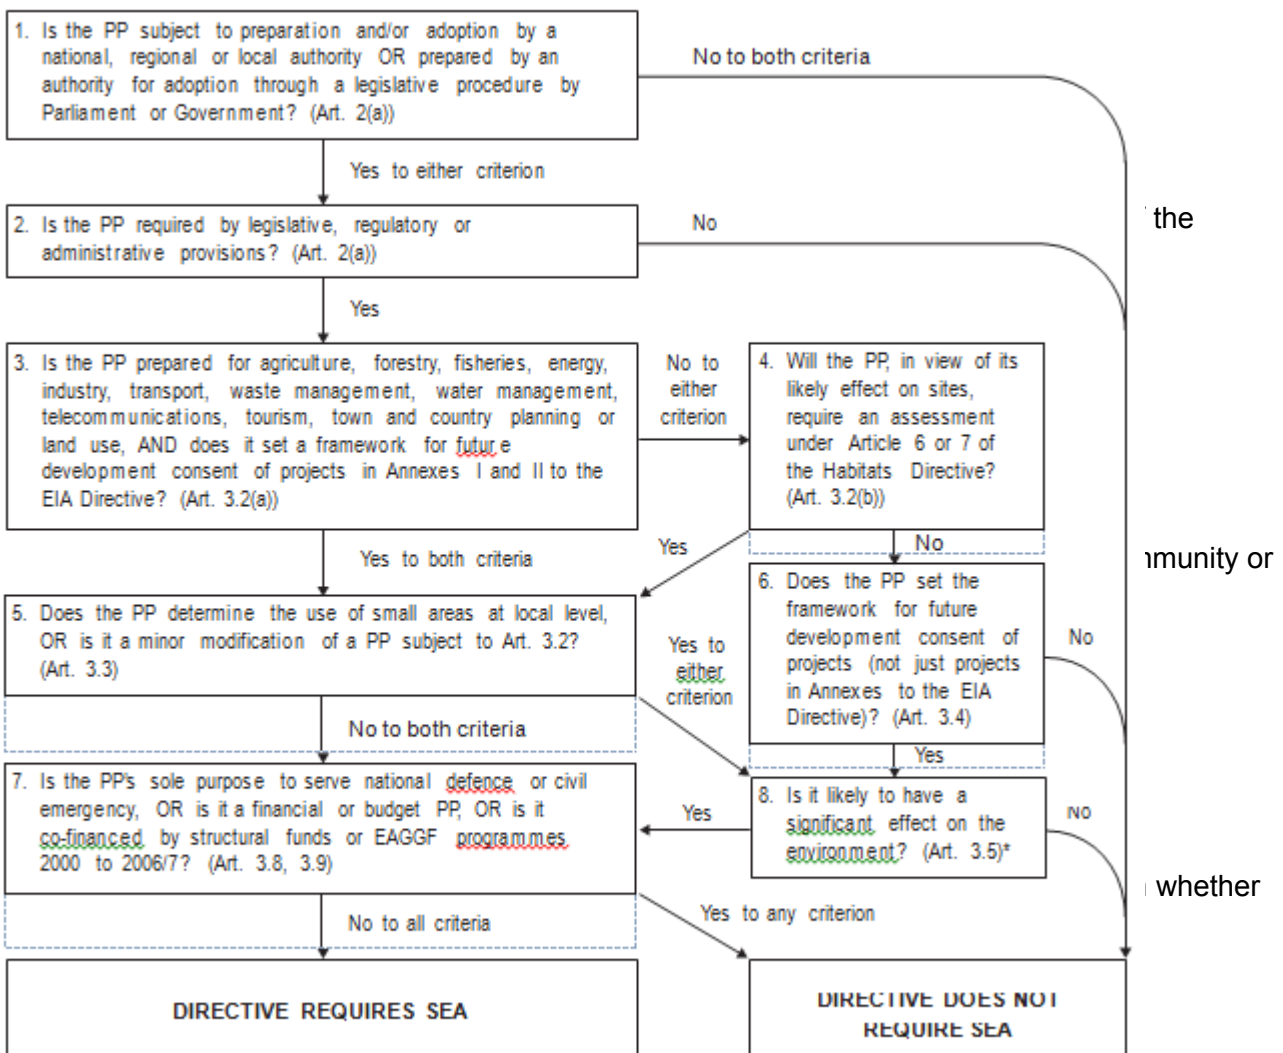 1. Is the PP subject to preparation and/or adoption by a
national, regional or local authority OR prepared by an
authority for adoption through a legislative procedure by
Parliament or Government? (Art. 2(a))
No to both criteria
Yes to either criterion
2. Is the PP required by legislative, regulatory or
administrative provisions? (Art. 2(a))
No
the
Yes
3. Is the PP prepared for agriculture, forestry, fisheries, energy,
industry, transport, waste management, water management,
telecommunications, tourism, town and country planning or
land use, AND does it set a framework for future
development consent of projects in Annexes I and II to the
EIA Directive? (Art. 3.2(a))
No to
either
criterion
4. Will the PP, in view of its
likely effect on sites,
require an assessment
under Article 6 or 7 of
the Habitats Directive?
(Art. 3.2(b))
Yes to both criteria
Yes
No
munity or
5. Does the PP determine the use of small areas at local level,
OR is it a minor modification of a PP subject to Art. 3.2?
(Art. 3.3)
Yes to
either
criterion
6. Does the PP set the
framework for future
development consent of
projects (not just projects
in Annexes to the EIA
Directive)? (Art. 3.4)
No
No to both criteria
Yes
7. Is the PP's sole purpose to serve national defence or civil
emergency, OR is it a financial or budget PP, OR is it
co-financed by structural funds or EAGGF programmes
2000 to 2006/7? (Art. 3.8, 3.9)
Yes
8. Is it likely to have a
significant effect on the
environment? (Art. 3.5)*
No
whether
No to all criteria
Yes to any criterion
DIRECTIVE REQUIRES SEA
DIRECTIVE DOES NOT
REQUIRE SEA